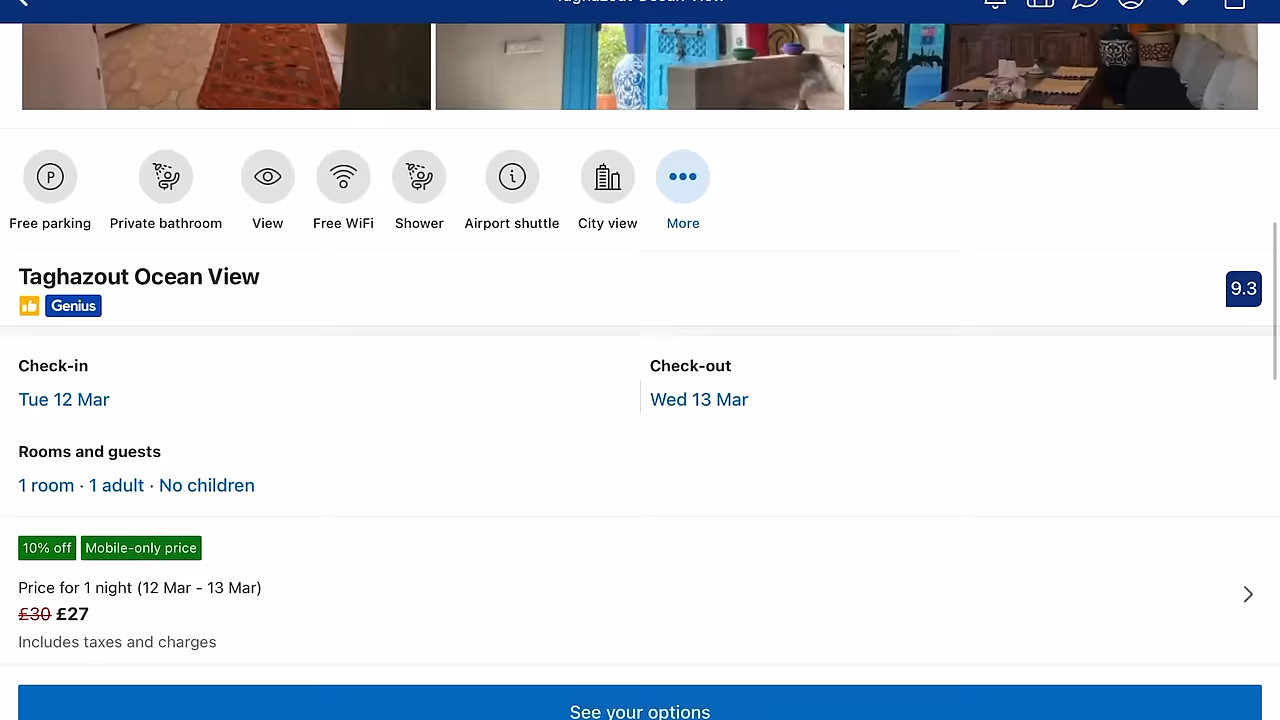 Taghazout Ocean View
P
Free parking
Private bathroom
View
Free WiFi
Shower
Airport shuttle
City view
More
Taghazout Ocean View
Genius
9.3
Check-in
Tue 12 Mar
Check-out
Wed 13 Mar
Rooms and guests
1 room · 1 adult · No children
10% off
Mobile-only price
Price for 1 night (12 Mar - 13 Mar)
£30 £27
Includes taxes and charges
See your options